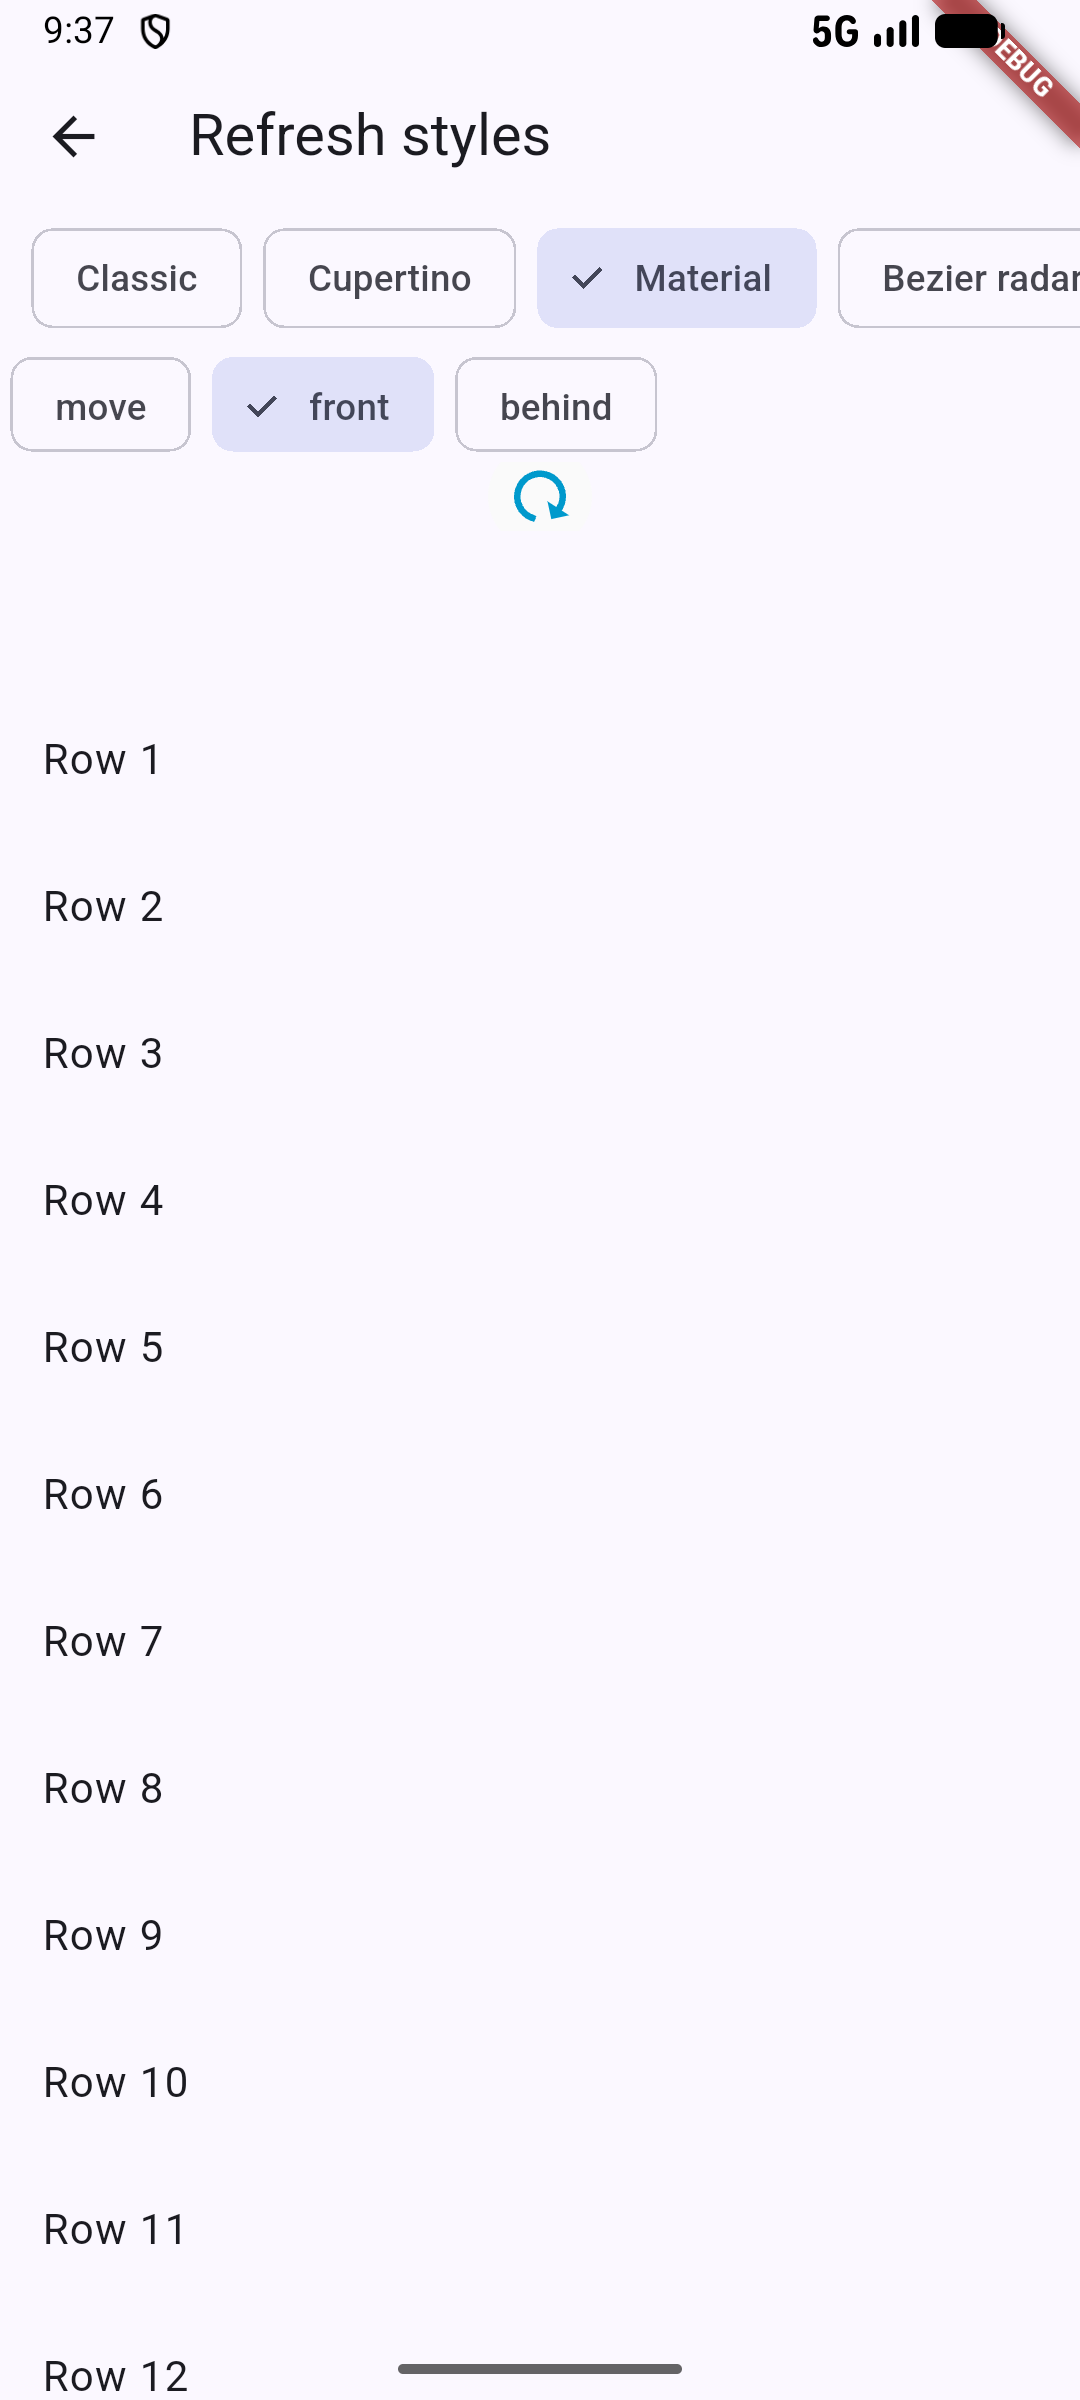 9:37
5G
EBUG
Refresh styles
Classic
Cupertino
Material
Bezier radar
move
front
behind
Row 1
Row 2
Row 3
Row 4
Row 5
Row 6
Row 7
Row 8
Row 9
Row 10
Row 11
Row 12